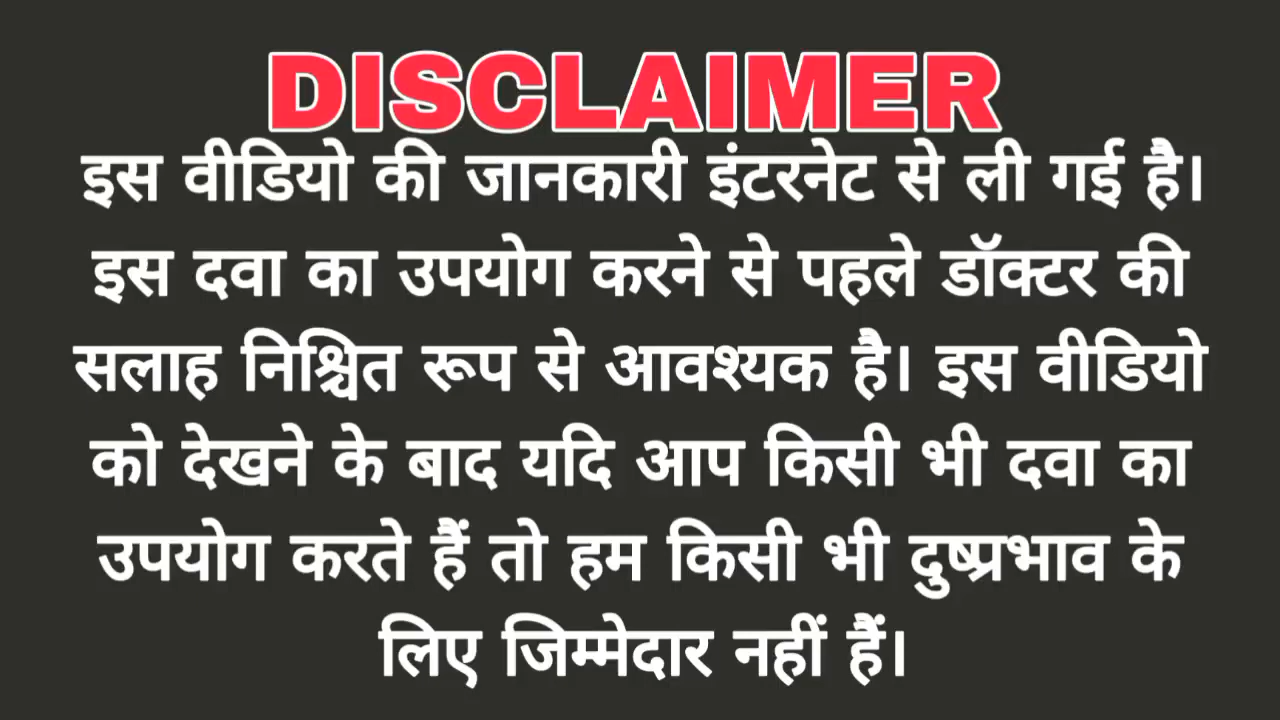 DISCLAIMER
इस वीडियो की जानकारी इंटरनेट से ली गई है।
इस दवा का उपयोग करने से पहले डॉक्टर की
सलाह निश्चित रूप से आवश्यक है। इस वीडियो
को देखने के बाद यदि आप किसी भी दवा का
उपयोग करते हैं तो हम किसी भी दुष्प्रभाव के
लिए जिम्मेदार नहीं हैं।